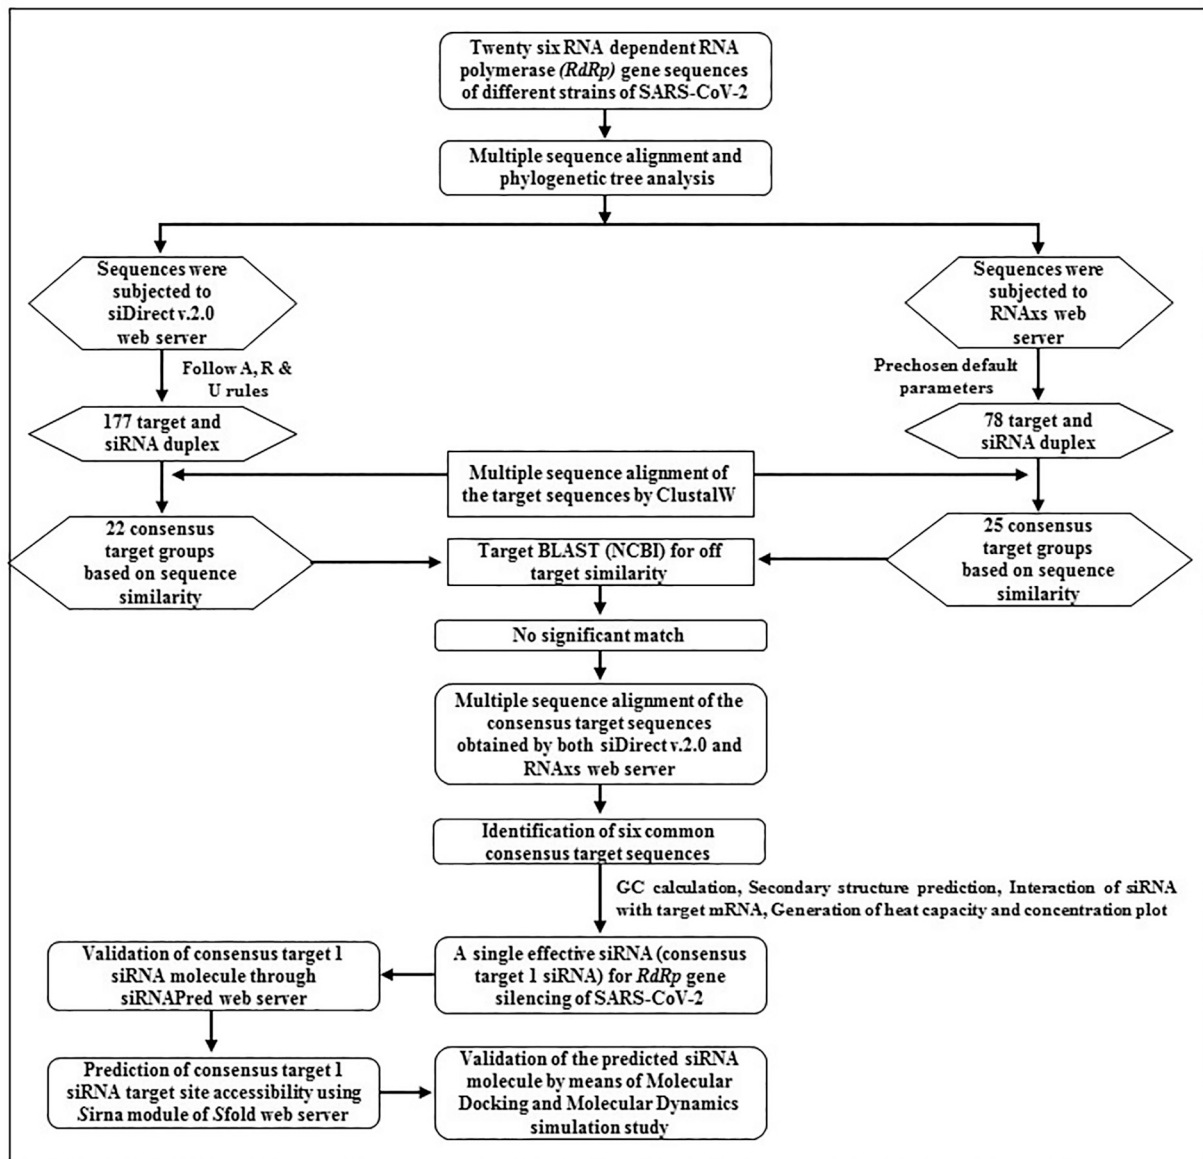 Twenty six RNA dependent RNA
polymerase (RdRp) gene sequences
of different strains of SARS-CoV-2
Multiple sequence alignment and
phylogenetic tree analysis
Sequences were
subjected to
siDirect v.2.0
web server
Sequences were
subjected to
RNAxs web
server
Follow A, R &
U rules
Prechosen default
parameters
177 target and
siRNA duplex
78 target and
siRNA duplex
Multiple sequence alignment of
the target sequences by ClustalW
22 consensus
target groups
based on sequence
similarity
Target BLAST (NCBI) for off
target similarity
25 consensus
target groups
based on sequence
similarity
No significant match
Multiple sequence alignment of the
consensus target sequences
obtained by both siDirect v.2.0 and
RNAxs web server
Identification of six common
consensus target sequences
GC calculation, Secondary structure prediction, Interaction of siRNA
with target mRNA, Generation of heat capacity and concentration plot
Validation of consensus target 1
siRNA molecule through
siRNAPred web server
A single effective siRNA (consensus
target 1 siRNA) for RdRp gene
silencing of SARS-CoV-2
Prediction of consensus target 1
siRNA target site accessibility using
Sirna module of Sfold web server
Validation of the predicted siRNA
molecule by means of Molecular
Docking and Molecular Dynamics
simulation study